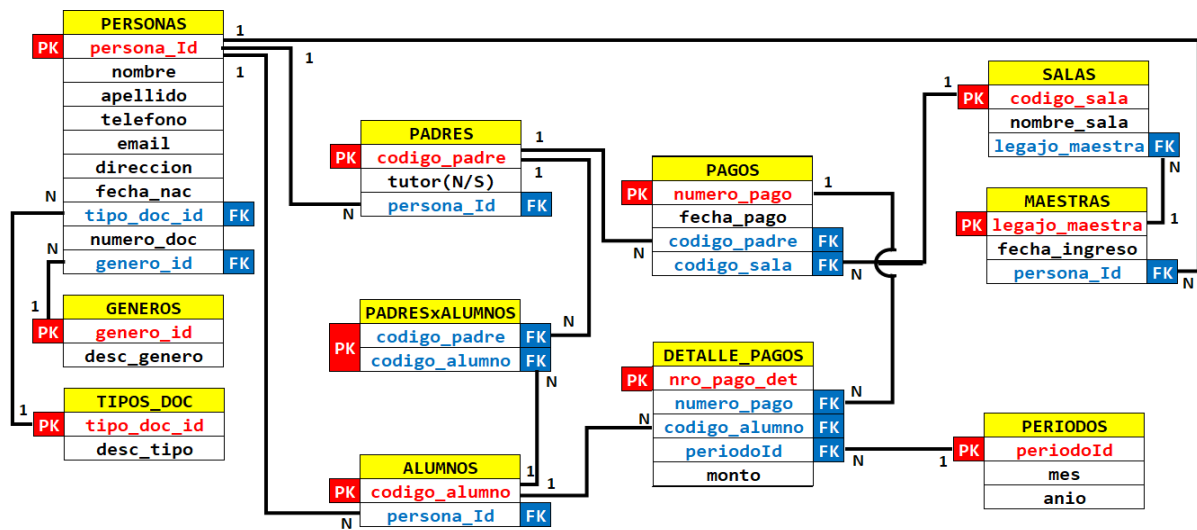 PERSONAS
PK persona_Id
nombre
apellido
telefono
email
direccion
fecha_nac
tipo_doc_id FK
numero_doc
genero_id FK
1
1
1
N
N
GENEROS
PK genero_id
desc_genero
1
TIPOS_DOC
PK tipo_doc_id
desc_tipo
1
PADRES
PK codigo_padre
tutor(N/S)
persona_Id FK
1
1
N
PADRESxALUMNOS
PK
codigo_padre FK
codigo_alumno FK
N
N
ALUMNOS
PK codigo_alumno
persona_Id FK
1
1
N
PAGOS
PK numero_pago
fecha_pago
codigo_padre FK
codigo_sala FK
1
N
N
DETALLE_PAGOS
PK nro_pago_det
numero_pago FK
codigo_alumno FK
periodoId FK
monto
N
N
N
SALAS
PK codigo_sala
nombre_sala
legajo_maestra FK
1
N
MAESTRAS
PK legajo_maestra
fecha_ingreso
persona_Id FK
1
N
PERIODOS
PK periodoId
mes
anio
1